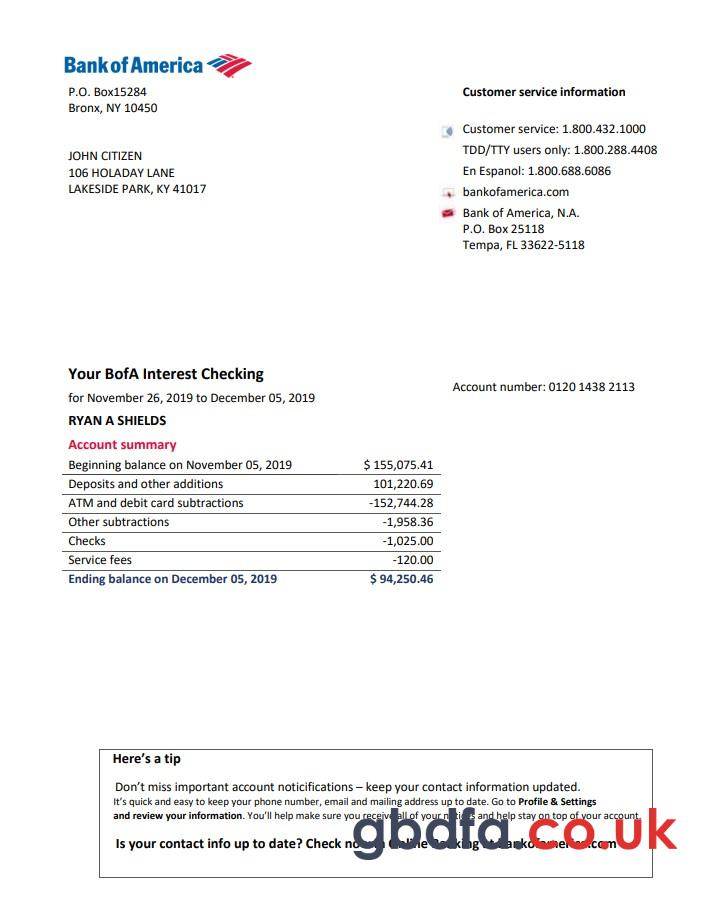 Bank of America
P.O. Box15284
Bronx, NY 10450
JOHN CITIZEN
106 HOLADAY LANE
LAKESIDE PARK, KY 41017
Customer service information
Customer service: 1.800.432.1000
TDD/TTY users only: 1.800.288.4408
En Espanol: 1.800.688.6086
bankofamerica.com
Bank of America, N.A.
P.O. Box 25118
Tempa, FL 33622-5118
Your BofA Interest Checking
for November 26, 2019 to December 05, 2019
Account number: 0120 1438 2113
RYAN A SHIELDS
Account summary
Beginning balance on November 05, 2019 $ 155,075.41
Deposits and other additions 101,220.69
ATM and debit card subtractions -152,744.28
Other subtractions -1,958.36
Checks -1,025.00
Service fees -120.00
Ending balance on December 05, 2019 $ 94,250.46
Here's a tip
Don't miss important account noticifications – keep your contact information updated.
It's quick and easy to keep your phone number, email and mailing address up to date. Go to Profile & Settings
and review your information. You'll help make sure you receive all of your notices and help stay on top of your account.
Is your contact info up to date? Check now in Online Banking at bankofamerica.com
gbdfa.co.uk